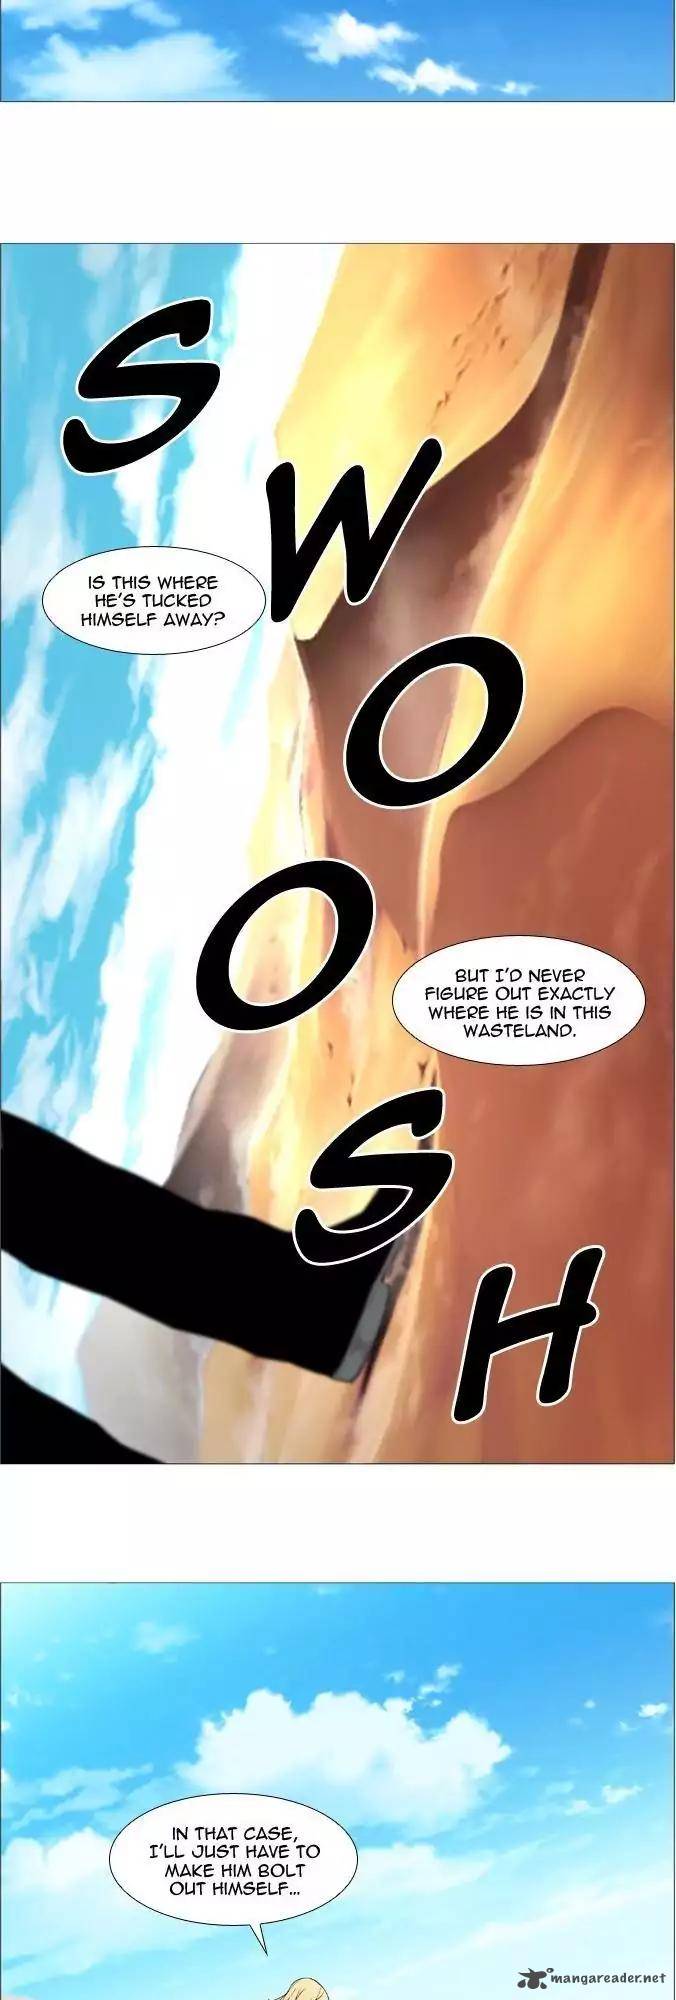 SWOOSH
IS THIS WHERE
HE'S TUCKED
HIMSELF AWAY?
BUT I'D NEVER
FIGURE OUT EXACTLY
WHERE HE IS IN THIS
WASTELAND.
IN THAT CASE,
I'LL JUST HAVE TO
MAKE HIM BOLT
OUT HIMSELF...
mangareader.net